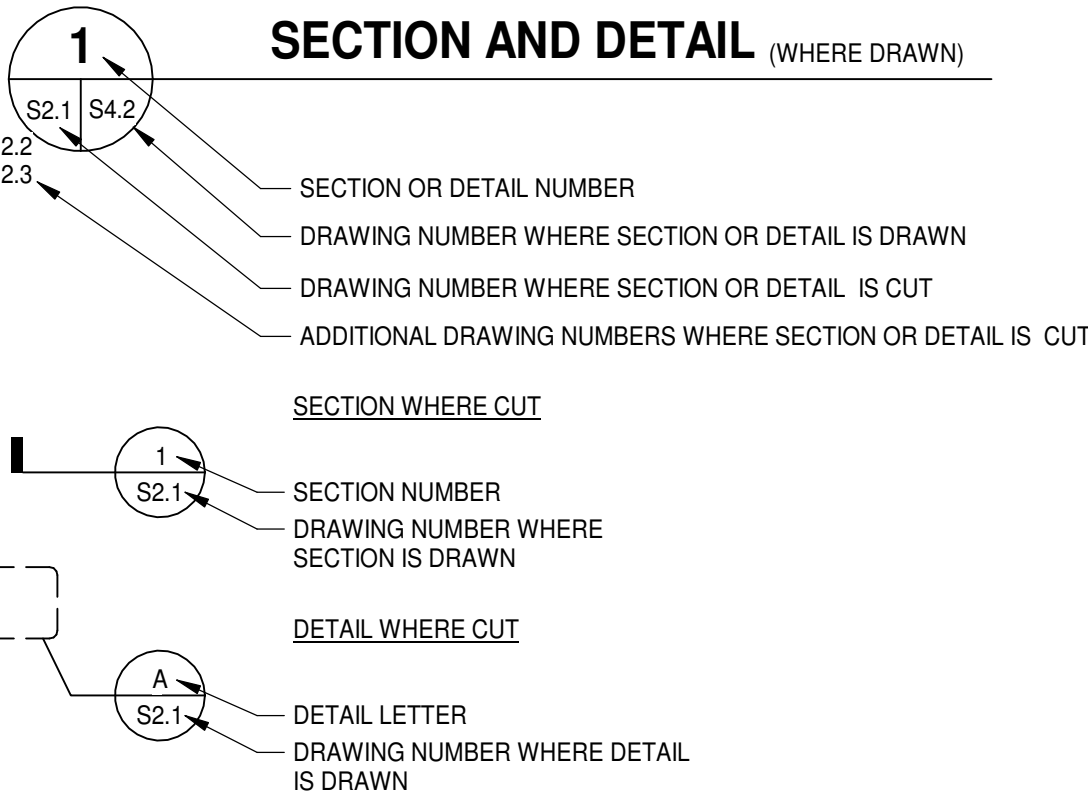 1
SECTION AND DETAIL (WHERE DRAWN)
S2.1 S4.2
2.2
2.3
SECTION OR DETAIL NUMBER
DRAWING NUMBER WHERE SECTION OR DETAIL IS DRAWN
DRAWING NUMBER WHERE SECTION OR DETAIL IS CUT
ADDITIONAL DRAWING NUMBERS WHERE SECTION OR DETAIL IS CUT
SECTION WHERE CUT
1
S2.1
SECTION NUMBER
DRAWING NUMBER WHERE
SECTION IS DRAWN
DETAIL WHERE CUT
A
S2.1
DETAIL LETTER
DRAWING NUMBER WHERE DETAIL
IS DRAWN